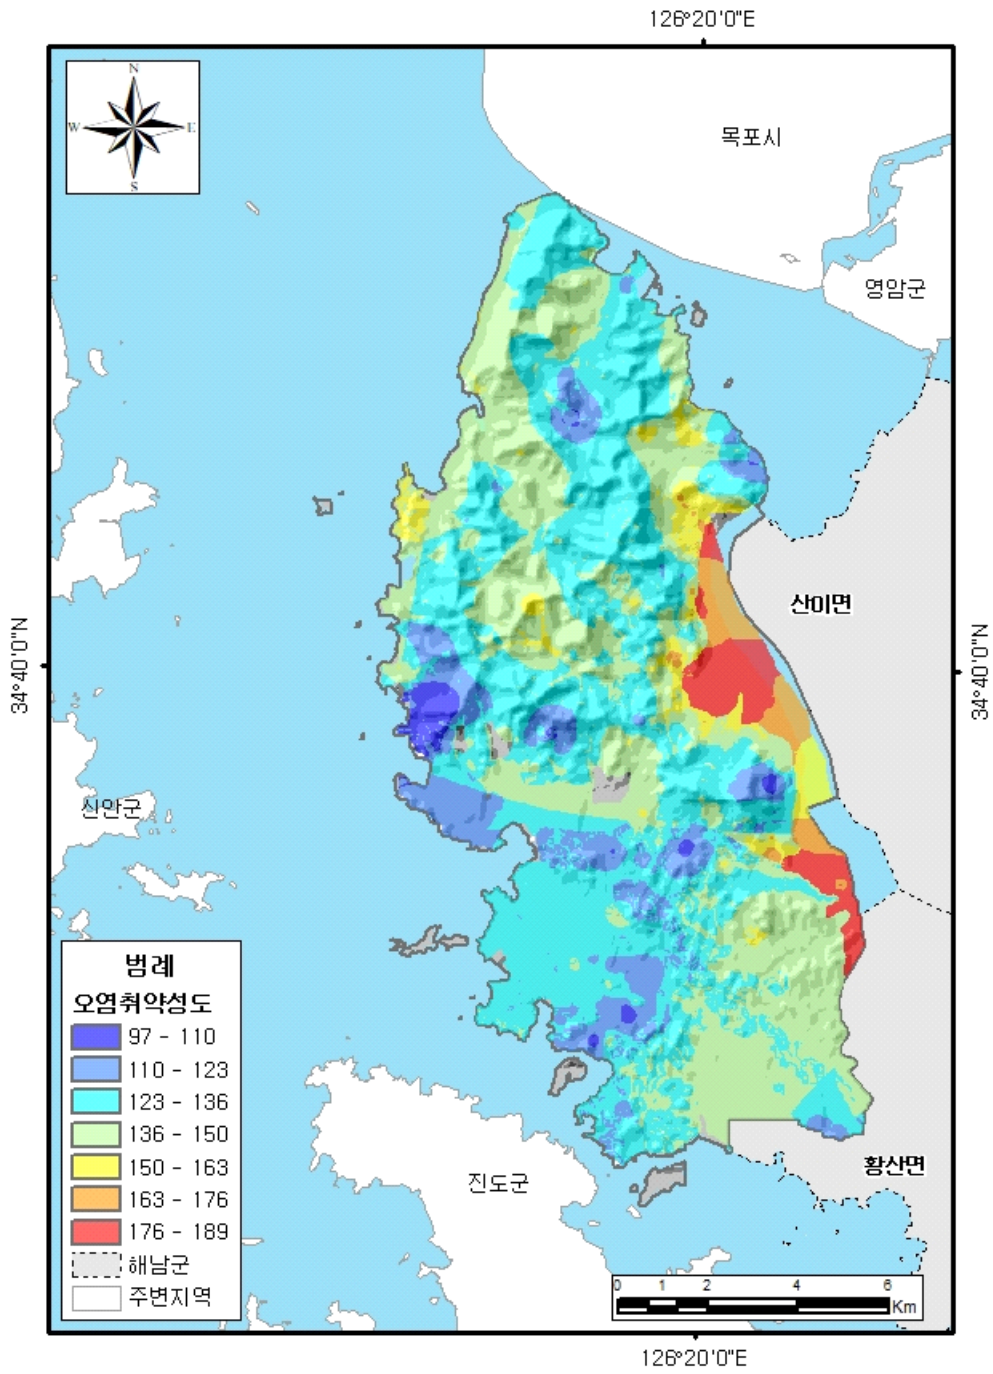 126°20'0"E
N
W E
S
목포시
영암군
산이면
34°40'0"N
34°40'0"N
신안군
범례
오염취약성도
97 - 110
110 - 123
123 - 136
136 - 150
150 - 163
163 - 176
176 - 189
해남군
주변지역
진도군
황산면
0 1 2 4 6
Km
126°20'0"E